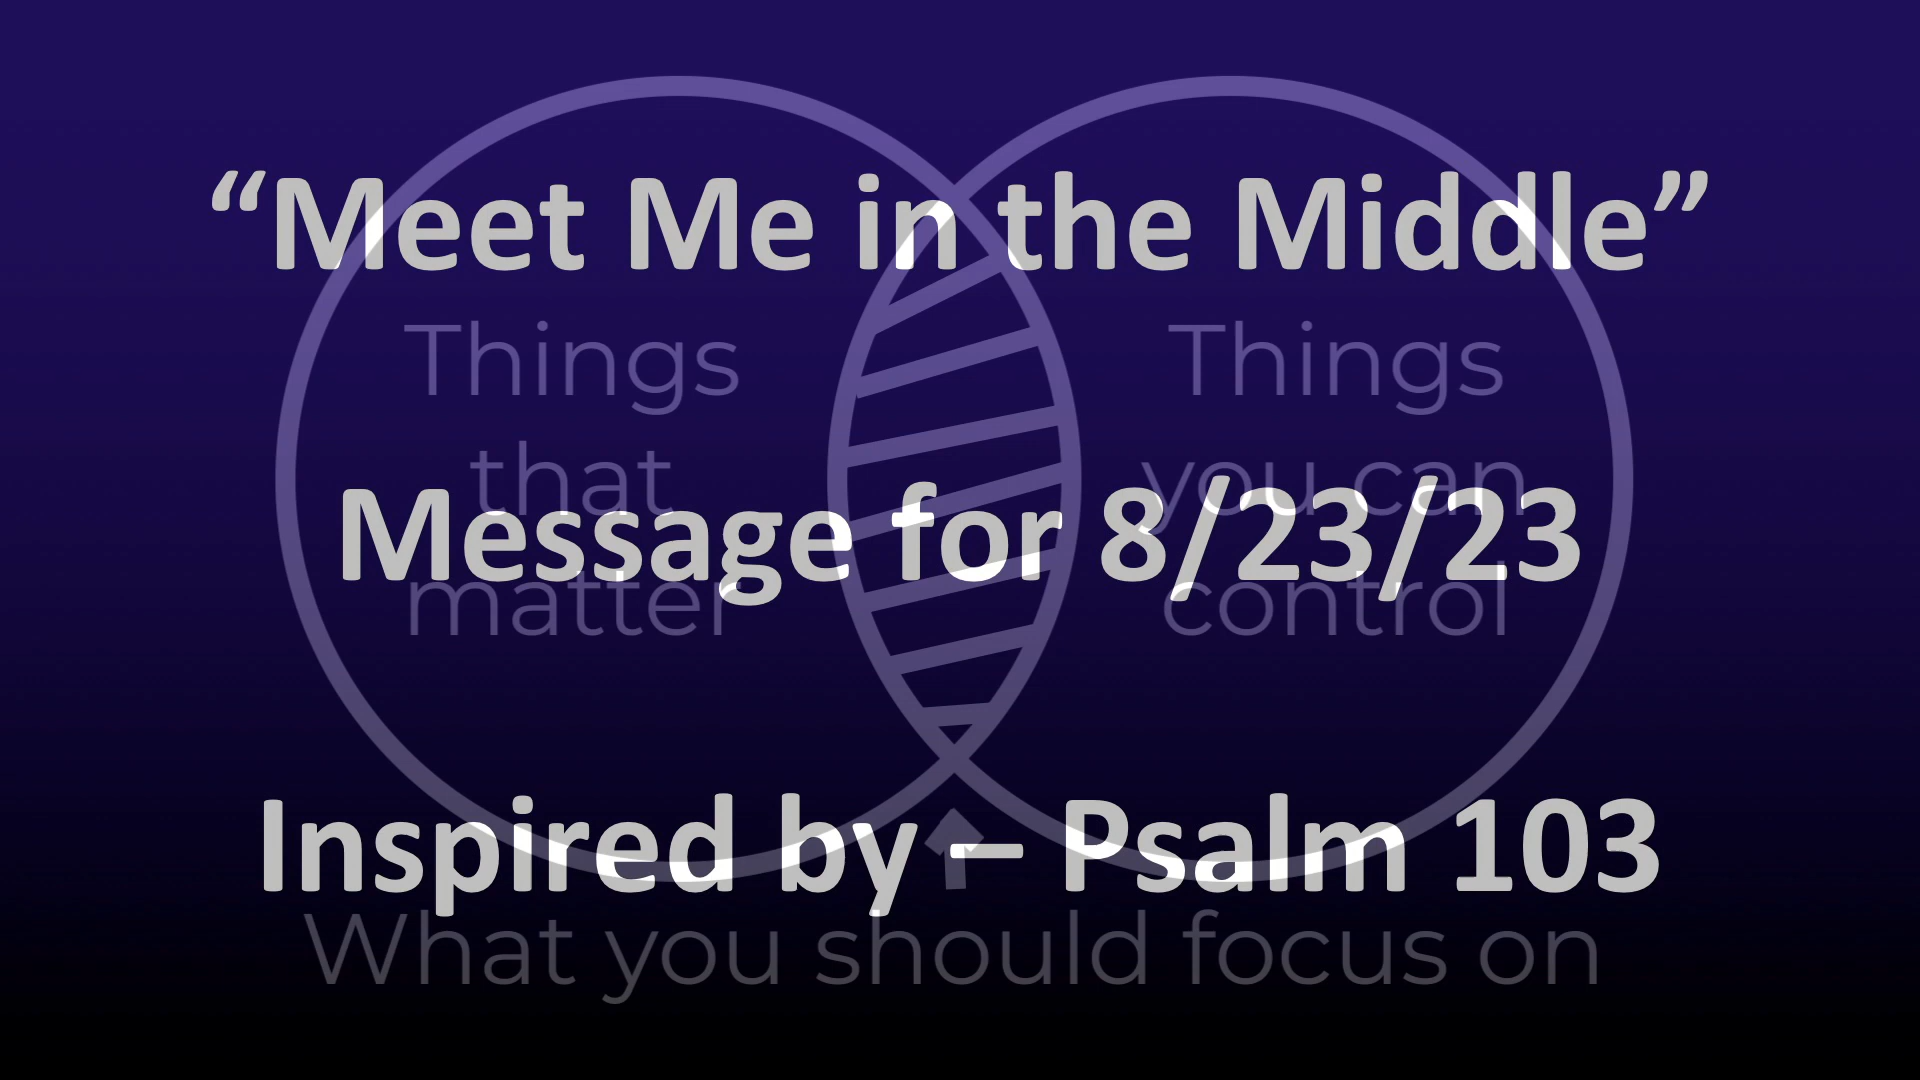 “Meet Me in the Middle”
Things
that
matter
Things
you can
control
Message for 8/23/23
Inspired by – Psalm 103
What you should focus on